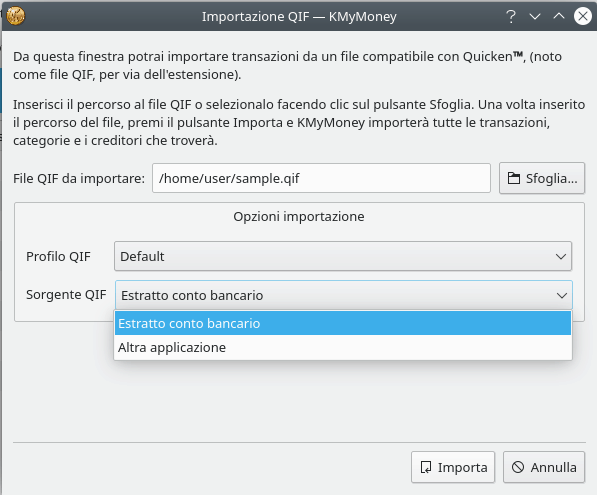 Importazione QIF — KMyMoney
Da questa finestra potrai importare transazioni da un file compatibile con Quicken™, (noto
come file QIF, per via dell'estensione).
Inserisci il percorso al file QIF o selezionalo facendo clic sul pulsante Sfoglia. Una volta inserito
il percorso del file, premi il pulsante Importa e KMyMoney importerà tutte le transazioni,
categorie e i creditori che troverà.
File QIF da importare: /home/user/sample.qif Sfoglia...
Opzioni importazione
Profilo QIF Default
Sorgente QIF Estratto conto bancario
Estratto conto bancario
Altra applicazione
Importa Annulla